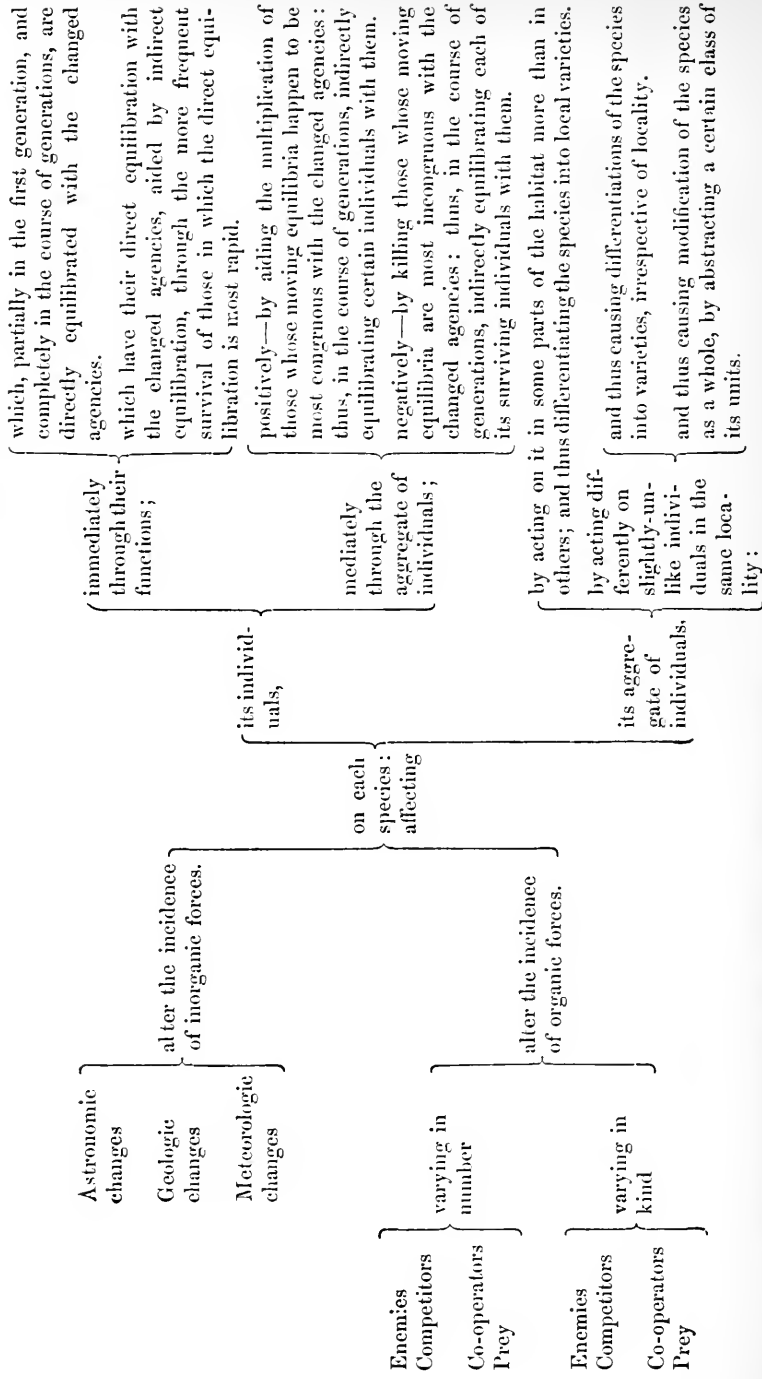 Astronomic
changes
Geologic
changes
Meteorologic
changes
alter the incidence
of inorganic forces.
Enemies
Competitors
Co-operators
Prey
varying in
number
Enemies
Competitors
Co-operators
Prey
varying in
kind
alter the incidence
of organic forces.
on each
species:
affecting
its individ-
uals,
immediately
through their
functions;
which, partially in the first generation, and
completely in the course of generations, are
directly equilibrated with the changed
agencies.
which have their direct equilibration with
the changed agencies, aided by indirect
equilibration, through the more frequent
survival of those in which the direct equi-
libration is most rapid.
mediately
through the
aggregate of
individuals;
positively—by aiding the multiplication of
those whose moving equilibria happen to be
most congruous with the changed agencies:
thus, in the course of generations, indirectly
equilibrating certain individuals with them.
negatively—by killing those whose moving
equilibria are most incongruous with the
changed agencies: thus, in the course of
generations, indirectly equilibrating each of
its surviving individuals with them.
its aggre-
gate of
individuals,
by acting on it in some parts of the habitat more than in
others; and thus differentiating the species into local varieties.
by acting dif-
ferently on
slightly-un-
like indivi-
duals in the
same loca-
lity:
and thus causing differentiations of the species
into varieties, irrespective of locality.
and thus causing modification of the species
as a whole, by abstracting a certain class of
its units.